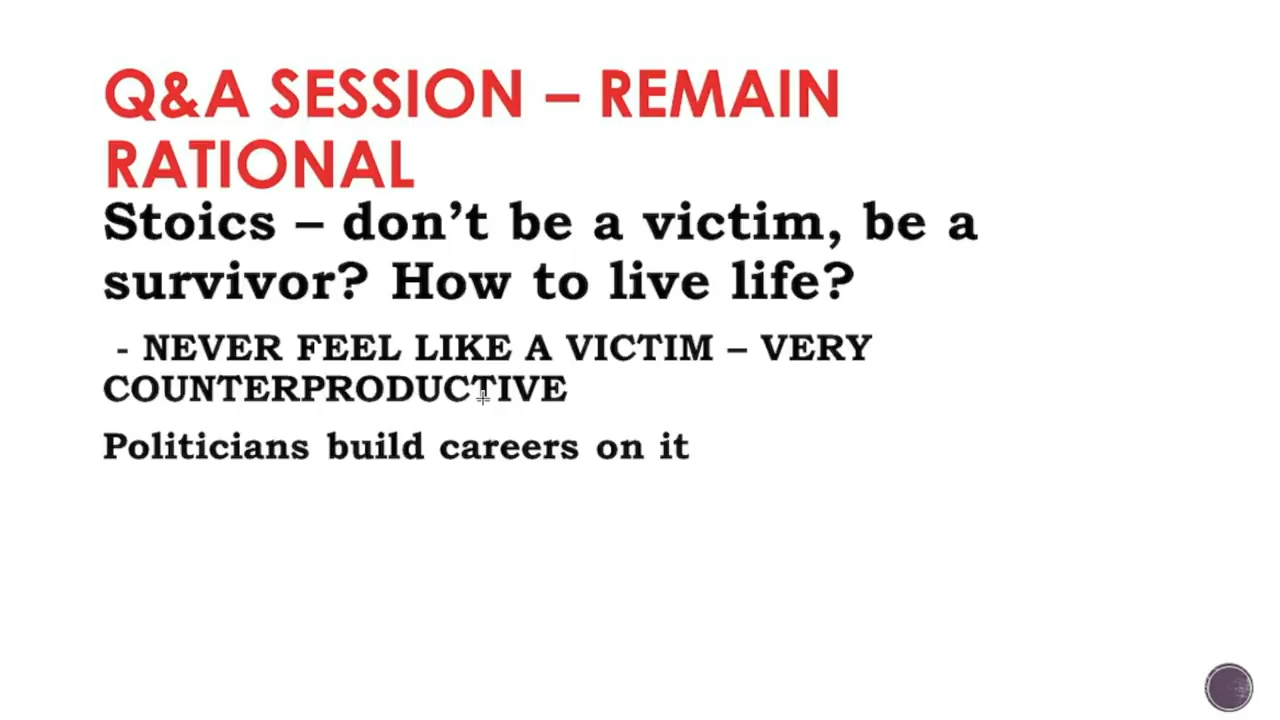 Q&A SESSION – REMAIN
RATIONAL
Stoics – don’t be a victim, be a
survivor? How to live life?
- NEVER FEEL LIKE A VICTIM – VERY
COUNTERPRODUCTIVE
Politicians build careers on it